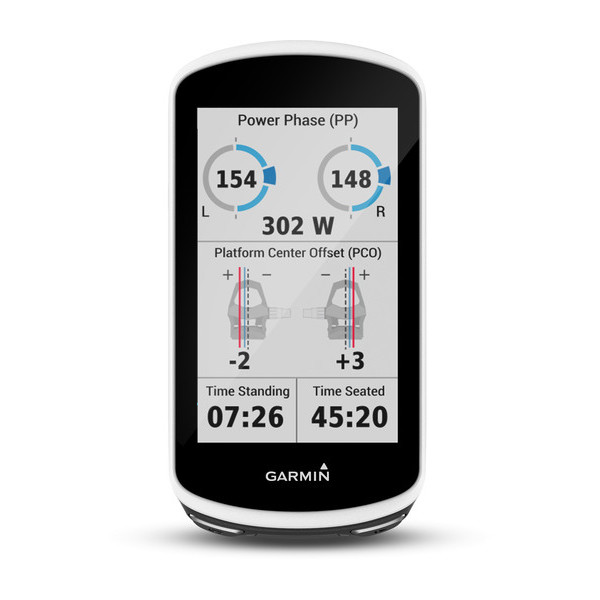 Power Phase (PP)
154 148
L R
302 W
Platform Center Offset (PCO)
+ − − +
-2 +3
Time Standing Time Seated
07:26 45:20
GARMIN